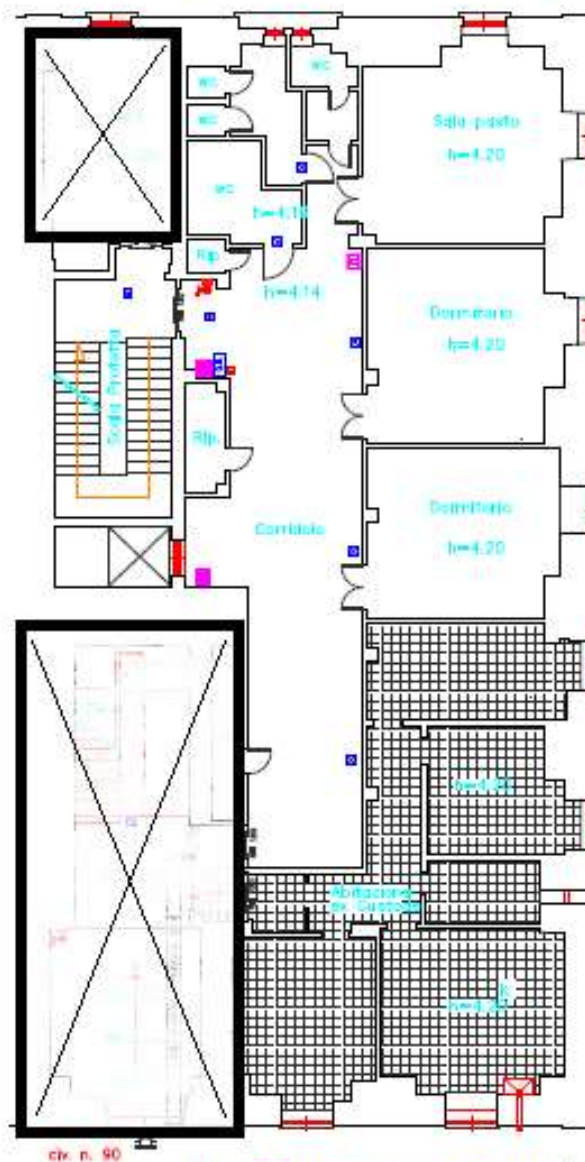 wc
wc
wc
Sala pasto
h=4.20
wc
h=4.14
Rip
Dormitorio
h=4.20
Scala Protetta
Rip.
Dormitorio
h=4.20
Corridoio
h=4.20
Abitazione
ex Custode
civ. n. 90